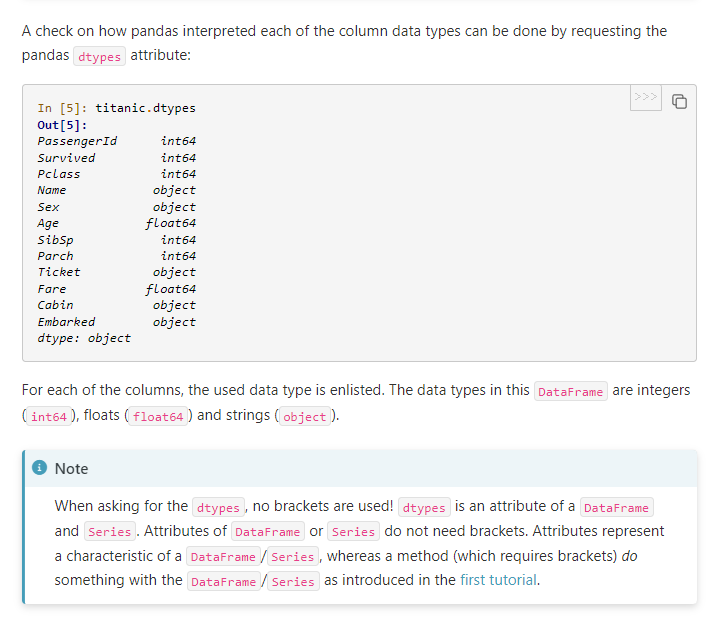 A check on how pandas interpreted each of the column data types can be done by requesting the
pandas dtypes attribute:
>>>
In [5]: titanic.dtypes
Out[5]:
PassengerId      int64
Survived         int64
Pclass           int64
Name            object
Sex             object
Age            float64
SibSp            int64
Parch            int64
Ticket          object
Fare           float64
Cabin           object
Embarked        object
dtype: object
For each of the columns, the used data type is enlisted. The data types in this DataFrame are integers
(int64), floats (float64) and strings (object).
Note
When asking for the dtypes, no brackets are used! dtypes is an attribute of a DataFrame
and Series. Attributes of DataFrame or Series do not need brackets. Attributes represent
a characteristic of a DataFrame/Series, whereas a method (which requires brackets) do
something with the DataFrame/Series as introduced in the first tutorial.